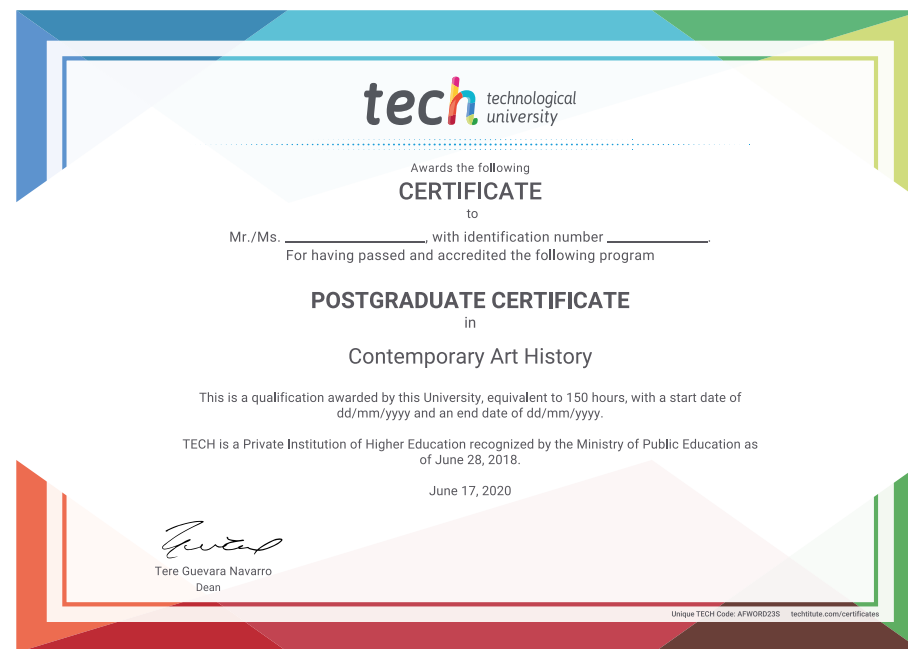 tech technological
university
Awards the following
CERTIFICATE
to
Mr./Ms. ____________________, with identification number ______________.
For having passed and accredited the following program
POSTGRADUATE CERTIFICATE
in
Contemporary Art History
This is a qualification awarded by this University, equivalent to 150 hours, with a start date of
dd/mm/yyyy and an end date of dd/mm/yyyy.
TECH is a Private Institution of Higher Education recognized by the Ministry of Public Education as
of June 28, 2018.
June 17, 2020
Tere Guevara Navarro
Dean
Unique TECH Code: AFWORD23S techtitute.com/certificates